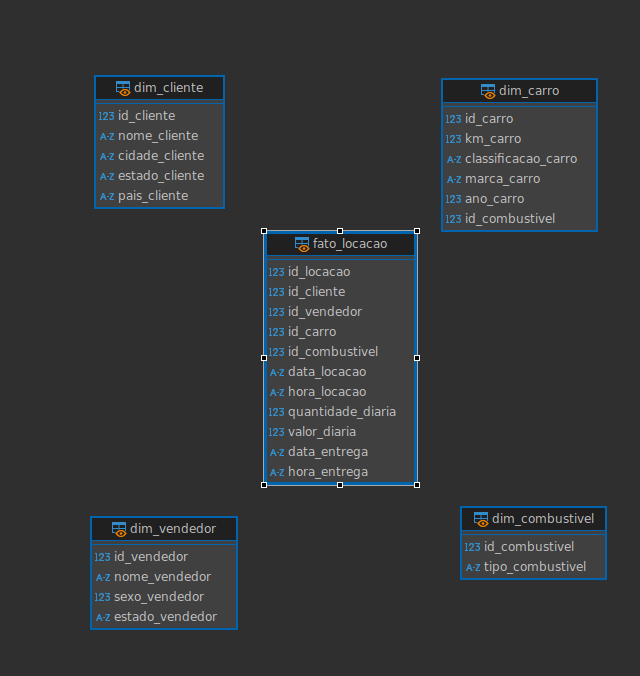 dim_cliente
123 id_cliente
A-Z nome_cliente
A-Z cidade_cliente
A-Z estado_cliente
A-Z pais_cliente
dim_carro
123 id_carro
123 km_carro
A-Z classificacao_carro
A-Z marca_carro
123 ano_carro
123 id_combustivel
fato_locacao
123 id_locacao
123 id_cliente
123 id_vendedor
123 id_carro
123 id_combustivel
A-Z data_locacao
A-Z hora_locacao
123 quantidade_diaria
123 valor_diaria
A-Z data_entrega
A-Z hora_entrega
dim_vendedor
123 id_vendedor
A-Z nome_vendedor
123 sexo_vendedor
A-Z estado_vendedor
dim_combustivel
123 id_combustivel
A-Z tipo_combustivel